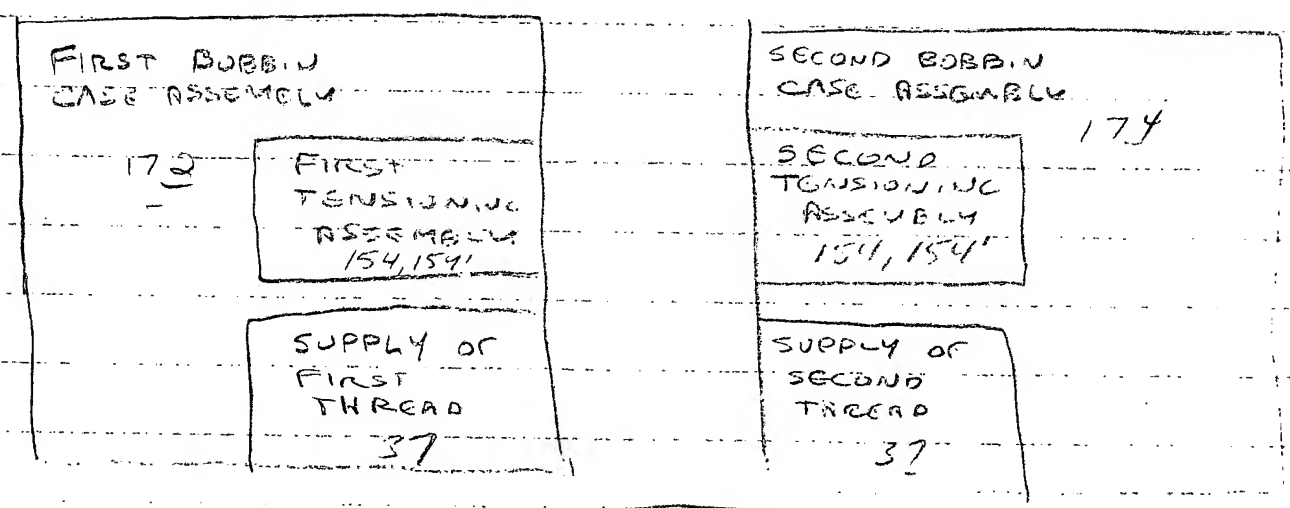 FIRST BOBBIN
CASE ASSEMBLY
172
FIRST
TENSIONING
ASSEMBLY
154, 154'
SUPPLY OF
FIRST
THREAD
37
SECOND BOBBIN
CASE ASSEMBLY
174
SECOND
TENSIONING
ASSEMBLY
154, 154'
SUPPLY OF
SECOND
THREAD
37